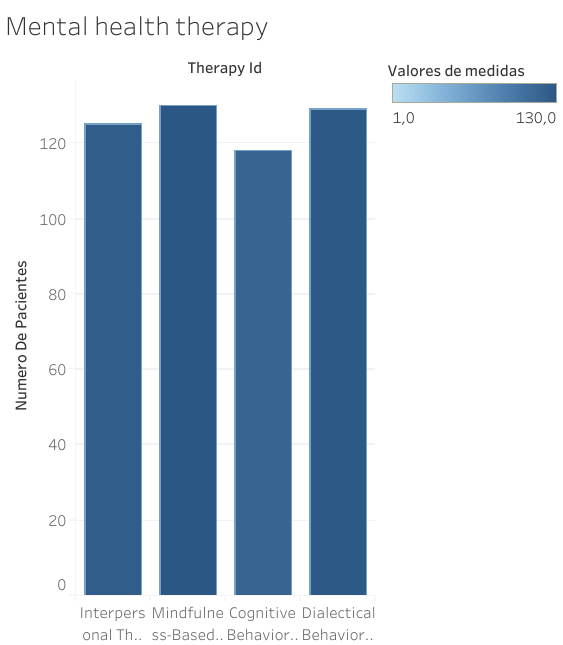 Mental health therapy
Therapy Id
Valores de medidas
1,0
130,0
120
100
80
60
40
20
0
Numero De Pacientes
Interpers
onal Th..
Mindfulne
ss-Based..
Cognitive
Behavior..
Dialectical
Behavior..